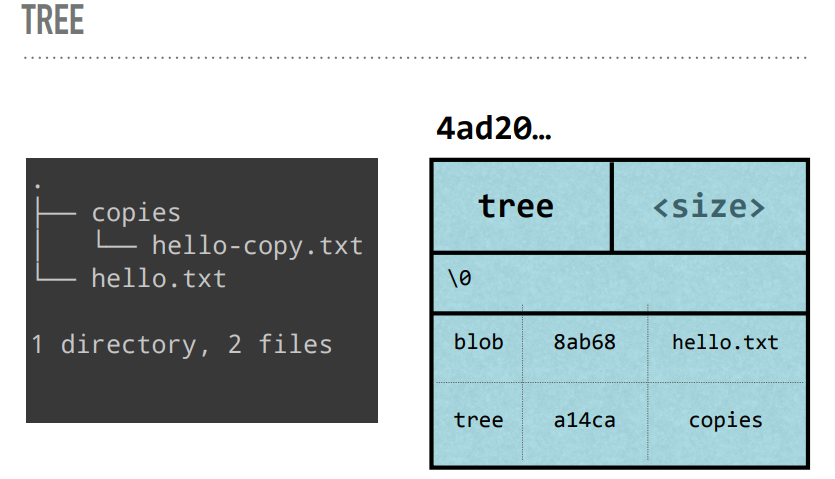 TREE
.
├── copies
│   └── hello-copy.txt
└── hello.txt
1 directory, 2 files
4ad20…
tree <size>
\0
blob 8ab68 hello.txt
tree a14ca copies